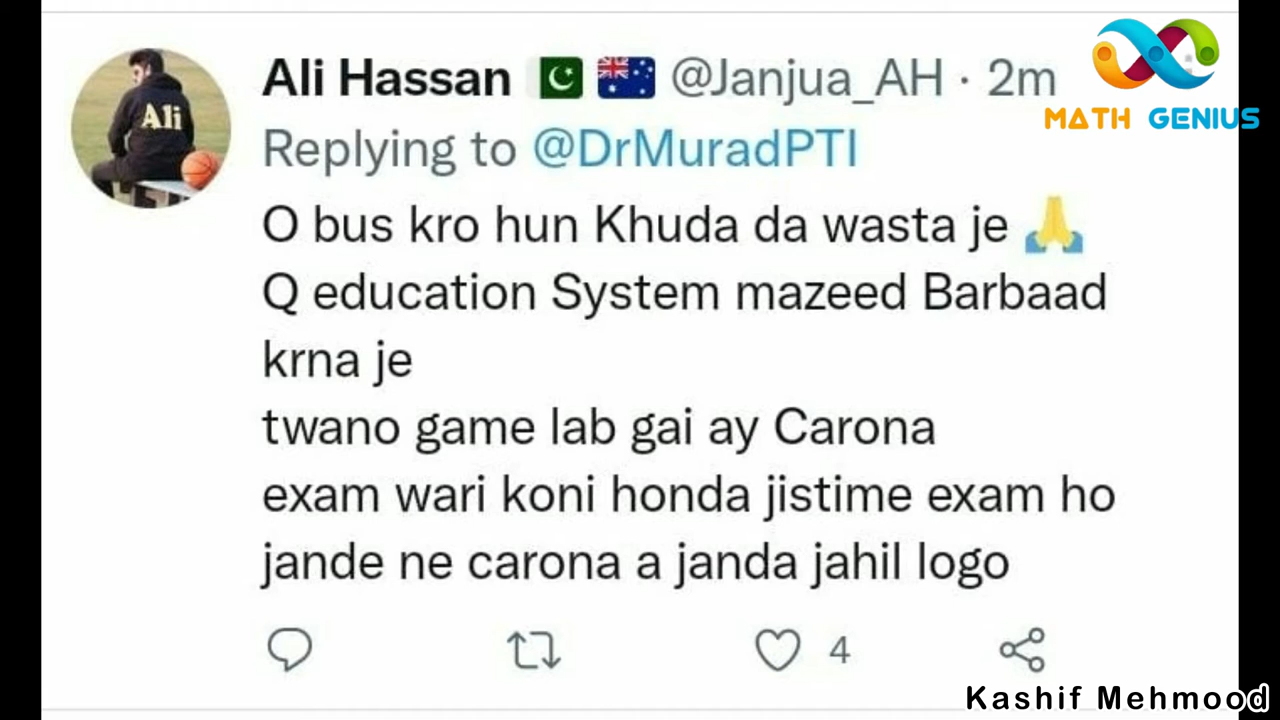 Ali Hassan 🇵🇰 🇦🇺 @Janjua_AH · 2m
MATH GENIUS
Replying to @DrMuradPTI
O bus kro hun Khuda da wasta je 🙏
Q education System mazeed Barbaad
krna je
twano game lab gai ay Carona
exam wari koni honda jistime exam ho
jande ne carona a janda jahil logo
4
Kashif Mehmood
Ali